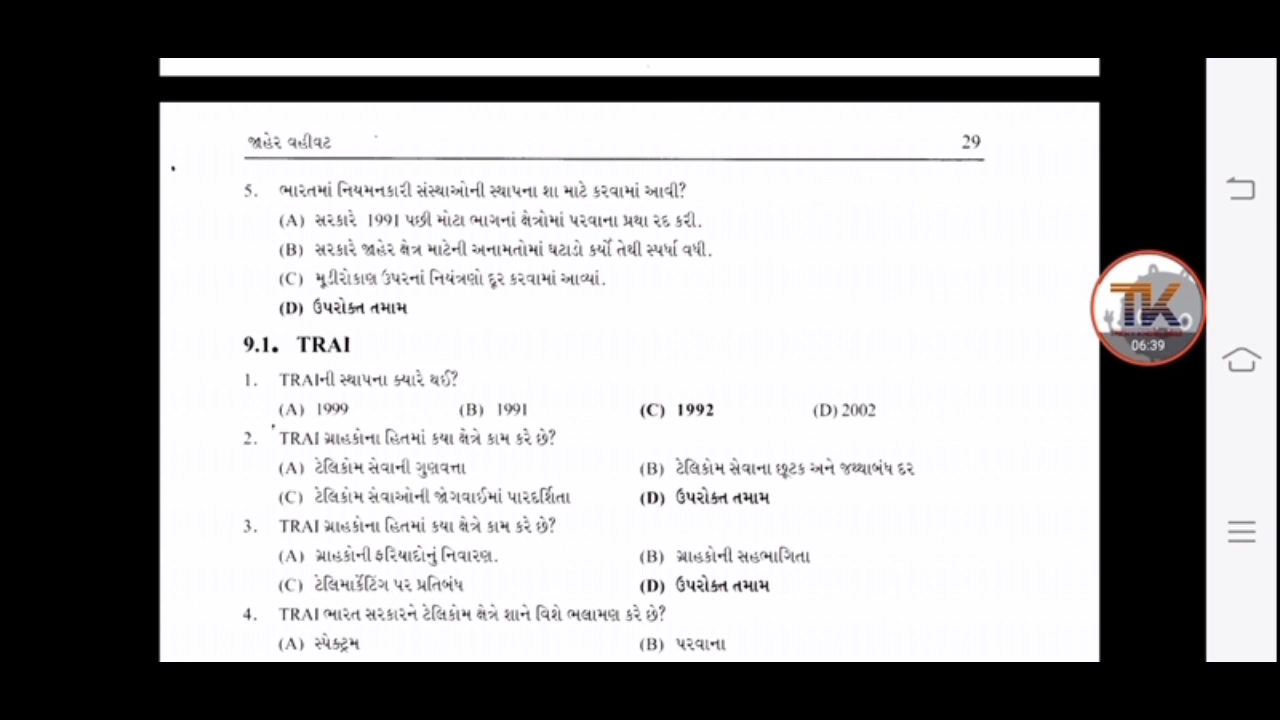 જાહેર વહીવટ 29
5. ભારતમાં નિયમનકારી સંસ્થાઓની સ્થાપના શા માટે કરવામાં આવી?
(A) સરકારે 1991 પછી મોટા ભાગનાં ક્ષેત્રોમાં પરવાના પ્રથા રદ કરી.
(B) સરકારે જાહેર ક્ષેત્ર માટેની અનામતોમાં ઘટાડો કર્યો તેથી સ્પર્ધા વધી.
(C) મૂડીરોકાણ ઉપરનાં નિયંત્રણો દૂર કરવામાં આવ્યાં.
(D) ઉપરોક્ત તમામ
9.1. TRAI
1. TRAIની સ્થાપના ક્યારે થઈ?
(A) 1999 (B) 1991 (C) 1992 (D) 2002
2. TRAI ગ્રાહકોના હિતમાં કયા ક્ષેત્રે કામ કરે છે?
(A) ટેલિકોમ સેવાની ગુણવત્તા (B) ટેલિકોમ સેવાના છૂટક અને જથ્થાબંધ દર
(C) ટેલિકોમ સેવાઓની જોગવાઈમાં પારદર્શિતા (D) ઉપરોક્ત તમામ
3. TRAI ગ્રાહકોના હિતમાં કયા ક્ષેત્રે કામ કરે છે?
(A) ગ્રાહકોની ફરિયાદોનું નિવારણ. (B) ગ્રાહકોની સહભાગિતા
(C) ટેલિમાર્કેટિંગ પર પ્રતિબંધ (D) ઉપરોક્ત તમામ
4. TRAI ભારત સરકારને ટેલિકોમ ક્ષેત્રે શાને વિશે ભલામણ કરે છે?
(A) સ્પેક્ટ્રમ (B) પરવાના
TK
06:39